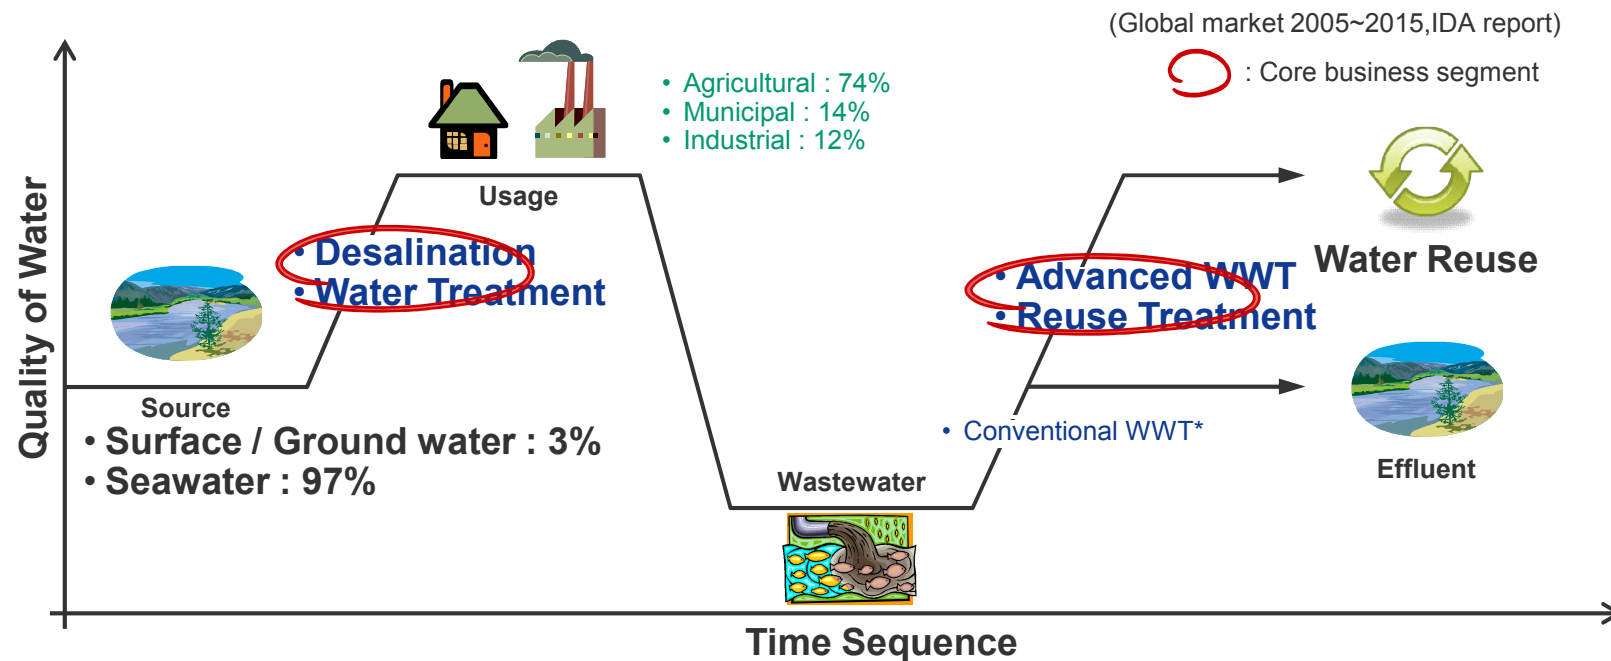 (Global market 2005~2015,IDA report)
: Core business segment
• Agricultural : 74%
• Municipal : 14%
• Industrial : 12%
Usage
• Desalination
• Water Treatment
• Advanced WWT
• Reuse Treatment
Water Reuse
Quality of Water
Source
• Surface / Ground water : 3%
• Seawater : 97%
• Conventional WWT*
Effluent
Wastewater
Time Sequence